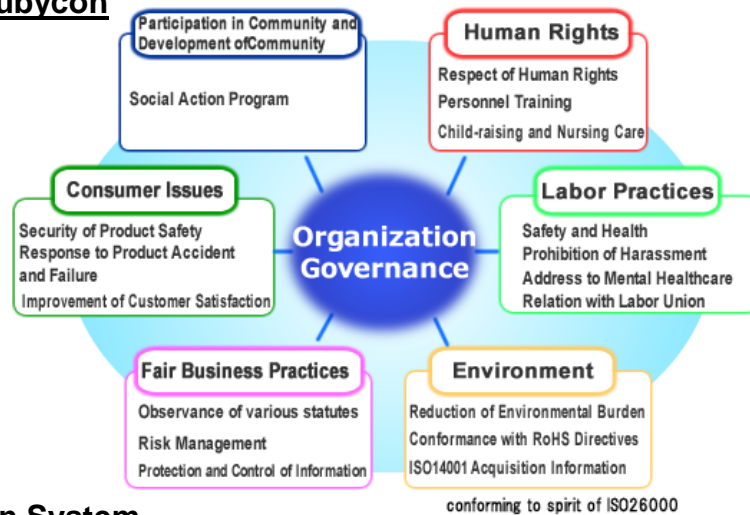 ubycon
Participation in Community and
Development ofCommunity
Social Action Program
Human Rights
Respect of Human Rights
Personnel Training
Child-raising and Nursing Care
Consumer Issues
Security of Product Safety
Response to Product Accident
and Failure
Improvement of Customer Satisfaction
Organization
Governance
Labor Practices
Safety and Health
Prohibition of Harassment
Address to Mental Healthcare
Relation with Labor Union
Fair Business Practices
Observance of various statutes
Risk Management
Protection and Control of Information
Environment
Reduction of Environmental Burden
Conformance with RoHS Directives
ISO14001 Acquisition Information
conforming to spirit of ISO26000
n System